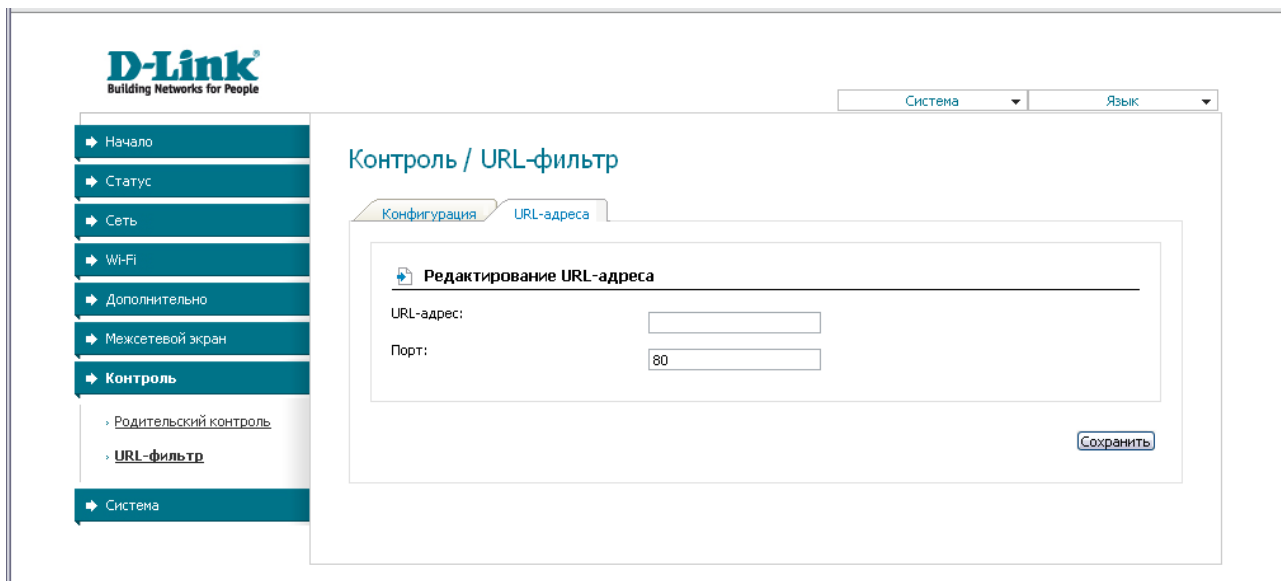 D-Link
Building Networks for People
Система
Язык
Начало
Статус
Сеть
Wi-Fi
Дополнительно
Межсетевой экран
Контроль
Родительский контроль
URL-фильтр
Система
Контроль / URL-фильтр
Конфигурация
URL-адреса
Редактирование URL-адреса
URL-адрес:
Порт:
80
Сохранить